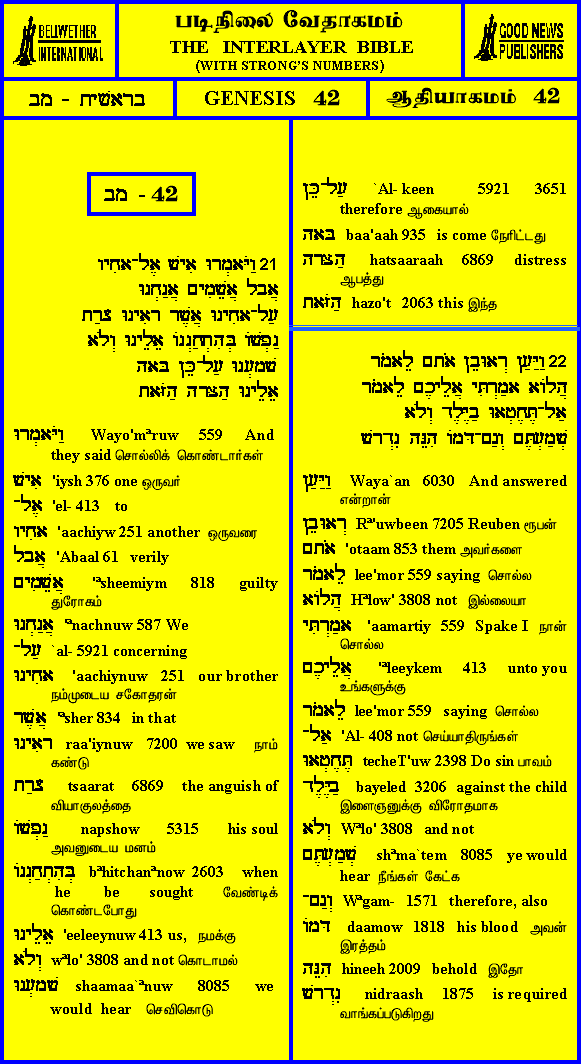 BELLWETHER
INTERNATIONAL
படிநிலை வேதாகமம்
THE INTERLAYER BIBLE
(WITH STRONG'S NUMBERS)
GOOD NEWS
PUBLISHERS
בראשית - מב
GENESIS 42
ஆதியாகமம் 42
מב - 42
21 וַיֹּאמְרוּ אִישׁ אֶל־אָחִיו
אֲבָל אֲשֵׁמִים אֲנַחְנוּ
עַל־אָחִינוּ אֲשֶׁר רָאִינוּ צָרַת
נַפְשׁוֹ בְּהִתְחַנְנוֹ אֵלֵינוּ וְלֹא
שָׁמָעְנוּ עַל־כֵּן בָּאָה
אֵלֵינוּ הַצָּרָה הַזֹּאת
וַיֹּאמְרוּ Wayo'mªruw 559 And
they said சொல்லிக் கொண்டார்கள்
אִישׁ 'iysh 376 one ஒருவர்
אֶל־ 'el- 413 to
אָחִיו 'aachiyw 251 another ஒருவரை
אֲבָל 'Abaal 61 verily
אֲשֵׁמִים 'ªsheemiym 818 guilty
துரோகம்
אֲנַחְנוּ ªnachnuw 587 We
עַל־ `al- 5921 concerning
אָחִינוּ 'aachiynuw 251 our brother
நம்முடைய சகோதரன்
אֲשֶׁר ªsher 834 in that
רָאִינוּ raa'iynuw 7200 we saw நாம்
கண்டு
צָרַת tsaarat 6869 the anguish of
வியாகுலத்தை
נַפְשׁוֹ napshow 5315 his soul
அவனுடைய மனம்
בְּהִתְחַנְנוֹ bªhitchanªnow 2603 when
he be sought வேண்டிக்
கொண்டபோது
אֵלֵינוּ 'eeleeynuw 413 us, நமக்கு
וְלֹא wªlo' 3808 and not கொடாமல்
שָׁמָעְנוּ shaamaa`ªnuw 8085 we
would hear செவிகொடு
עַל־כֵּן `Al- keen 5921 3651
therefore ஆகையால்
בָּאָה baa'aah 935 is come நேரிட்டது
הַצָּרָה hatsaaraah 6869 distress
ஆபத்து
הַזֹּאת hazo't 2063 this இந்த
22 וַיַּעַן רְאוּבֵן אֹתָם לֵאמֹר
הֲלוֹא אָמַרְתִּי אֲלֵיכֶם לֵאמֹר
אַל־תֶּחֶטְאוּ בַיֶּלֶד וְלֹא
שְׁמַעְתֶּם וְגַם־דָּמוֹ הִנֵּה נִדְרָשׁ
וַיַּעַן Waya`an 6030 And answered
என்றான்
רְאוּבֵן Rª'uwbeen 7205 Reuben ரூபன்
אֹתָם 'otaam 853 them அவர்களை
לֵאמֹר lee'mor 559 saying சொல்ல
הֲלוֹא Hªlow' 3808 not இல்லையா
אָמַרְתִּי 'aamartiy 559 Spake I நான்
சொல்ல
אֲלֵיכֶם 'ªleeykem 413 unto you
உங்களுக்கு
לֵאמֹר lee'mor 559 saying சொல்ல
אַל־ 'Al- 408 not செய்யாதிருங்கள்
תֶּחֶטְאוּ techeT'uw 2398 Do sin பாவம்
בַיֶּלֶד bayeled 3206 against the child
இளைஞனுக்கு விரோதமாக
וְלֹא Wªlo' 3808 and not
שְׁמַעְתֶּם shªma`tem 8085 ye would
hear நீங்கள் கேட்க
וְגַם־ Wªgam- 1571 therefore, also
דָּמוֹ daamow 1818 his blood அவன்
இரத்தம்
הִנֵּה hineeh 2009 behold இதோ
נִדְרָשׁ nidraash 1875 is required
வாங்கப்படுகிறது